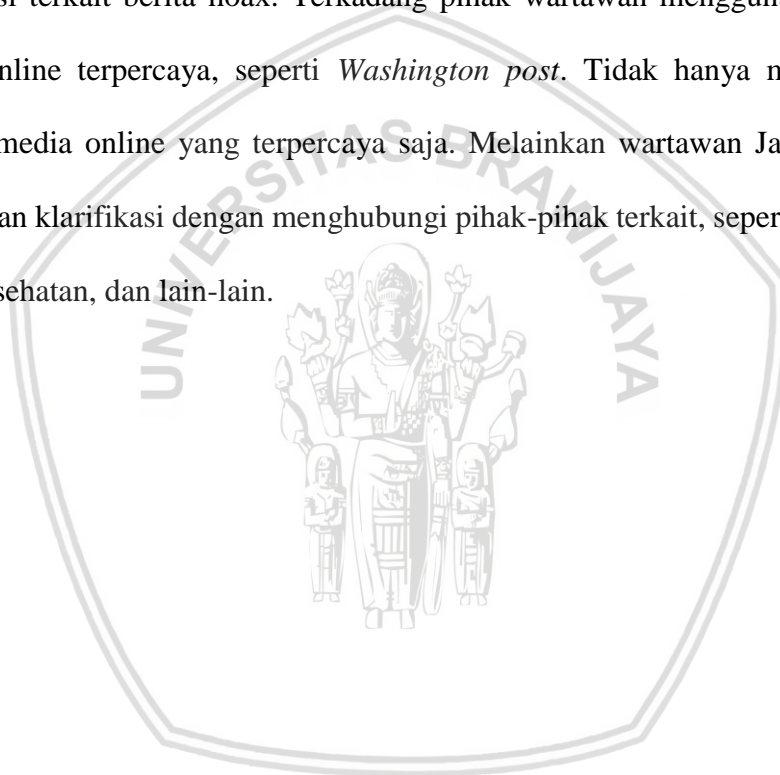 si terkait berita hoax. Terkadang pihak wartawan
nline terpercaya, seperti Washington post. Tidak hanya
media online yang terpercaya saja. Melainkan wartawan Ja
an klarifikasi dengan menghubungi pihak-pihak terkait, seper
sehatan, dan lain-lain.
UNIVERSITAS BRAWIJAYA